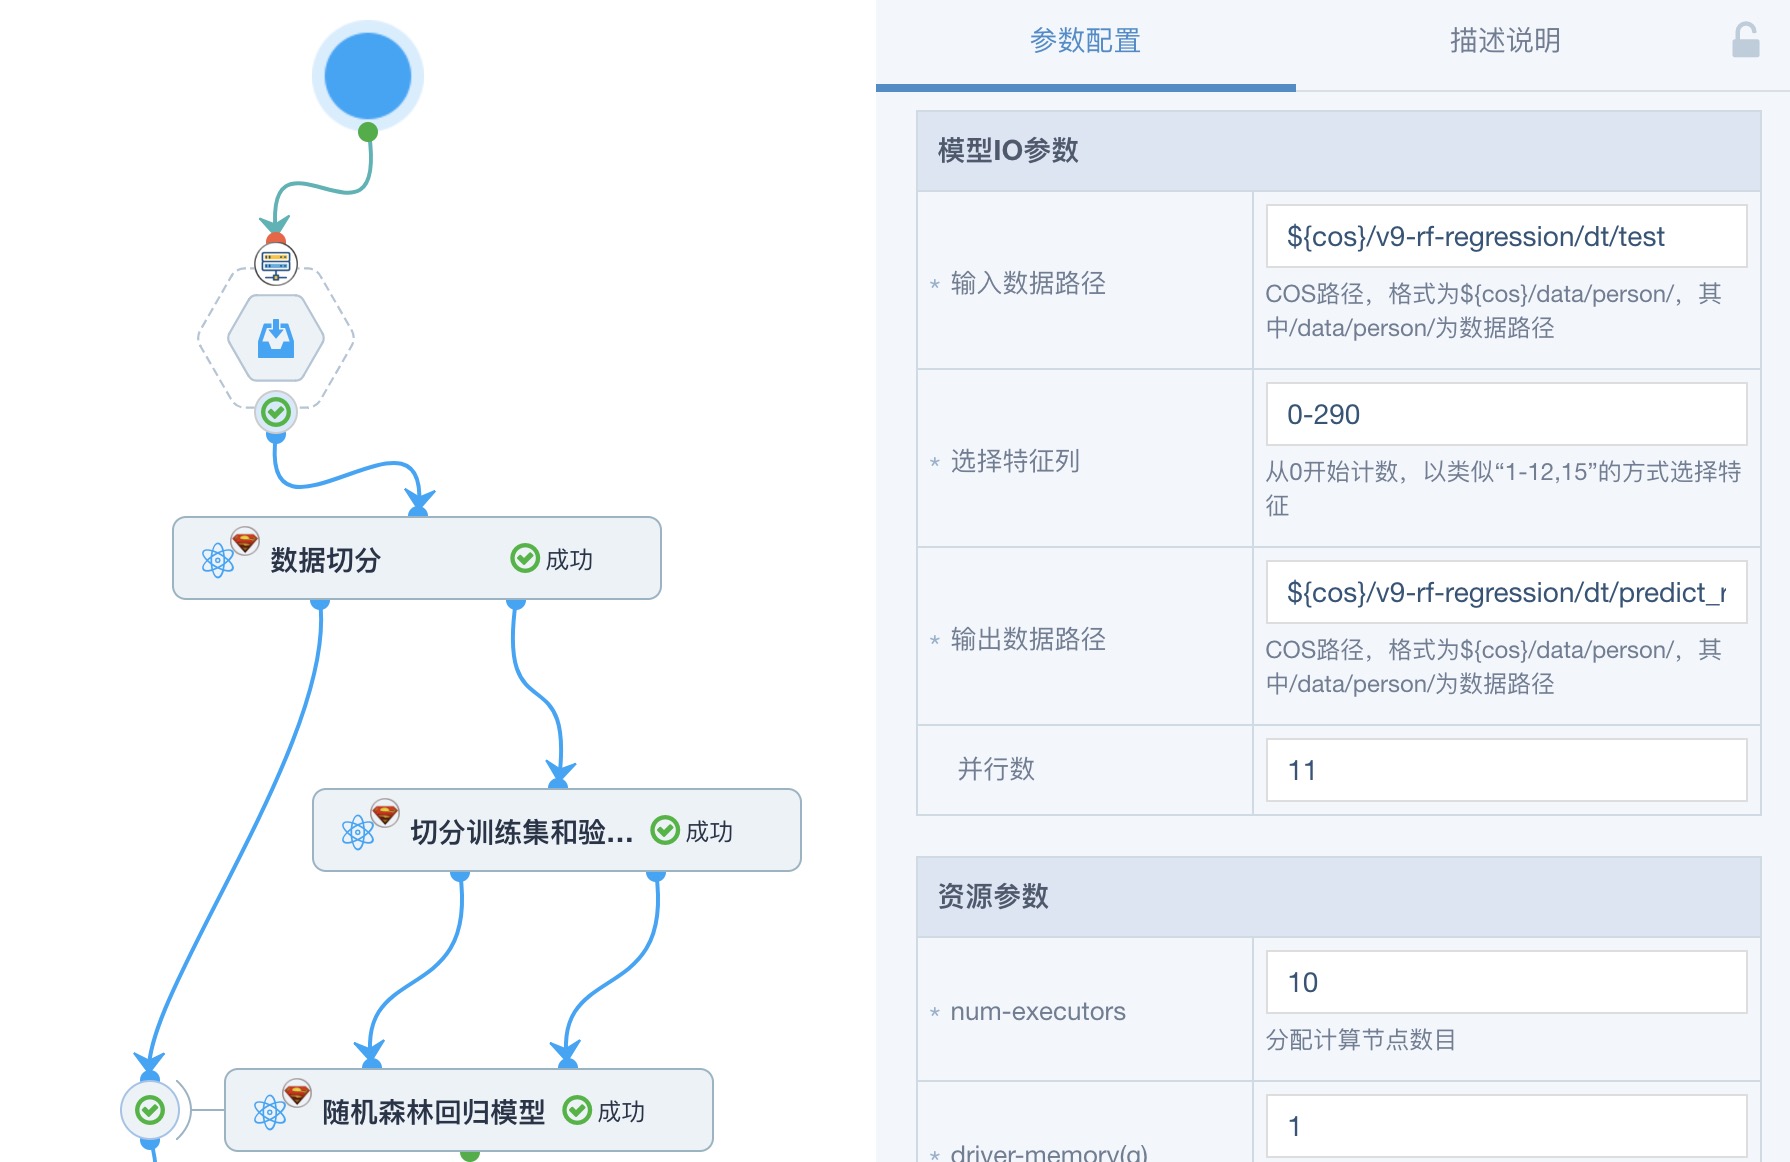 参数配置
描述说明
模型IO参数
* 输入数据路径
${cos}/v9-rf-regression/dt/test
COS路径，格式为${cos}/data/person/，其
中/data/person/为数据路径
* 选择特征列
0-290
从0开始计数，以类似“1-12,15”的方式选择特
征
* 输出数据路径
${cos}/v9-rf-regression/dt/predict_r
COS路径，格式为${cos}/data/person/，其
中/data/person/为数据路径
并行数
11
资源参数
* num-executors
10
分配计算节点数目
* driver-memory(g)
1
数据切分
成功
切分训练集和验...
成功
随机森林回归模型
成功